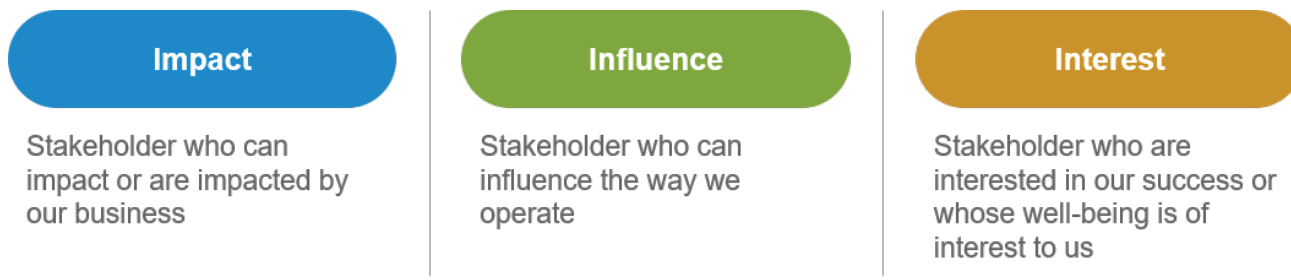 Impact
Stakeholder who can
impact or are impacted by
our business
Influence
Stakeholder who can
influence the way we
operate
Interest
Stakeholder who are
interested in our success or
whose well-being is of
interest to us